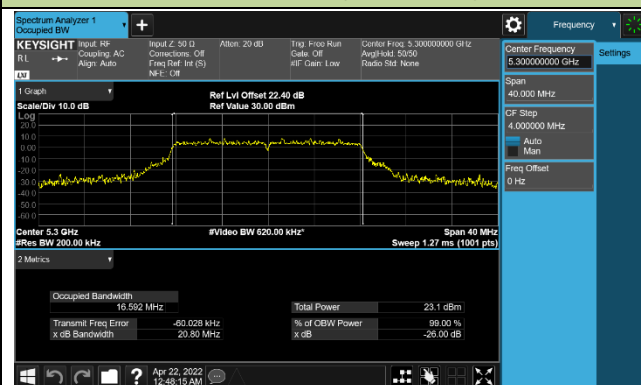 Spectrum Analyzer 1
Occupied BW
Frequency
KEYSIGHT Input: RF Input Z: 50 Ω Atten: 20 dB Trig: Free Run Center Freq: 5.300000000 GHz
RL Coupling: AC Corrections: Off Gate: Off Avg|Hold: 50/50
Align: Auto Freq Ref: Int (S) #IF Gain: Low Radio Std: None
NFE: Off
LXI
Center Frequency
5.300000000 GHz
Settings
Span
40.000 MHz
CF Step
4.000000 MHz
Auto
Man
Freq Offset
0 Hz
1 Graph
Ref Lvl Offset 22.40 dB
Scale/Div 10.0 dB Ref Value 30.00 dBm
Log
20.0
10.0
0.00
-10.0
-20.0
-30.0
-40.0
-50.0
-60.0
Center 5.3 GHz #Video BW 620.00 kHz* Span 40 MHz
#Res BW 200.00 kHz Sweep 1.27 ms (1001 pts)
2 Metrics
Occupied Bandwidth
16.592 MHz Total Power 23.1 dBm
Transmit Freq Error -60.028 kHz % of OBW Power 99.00 %
x dB Bandwidth 20.80 MHz x dB -26.00 dB
Apr 22, 2022
12:48:15 AM